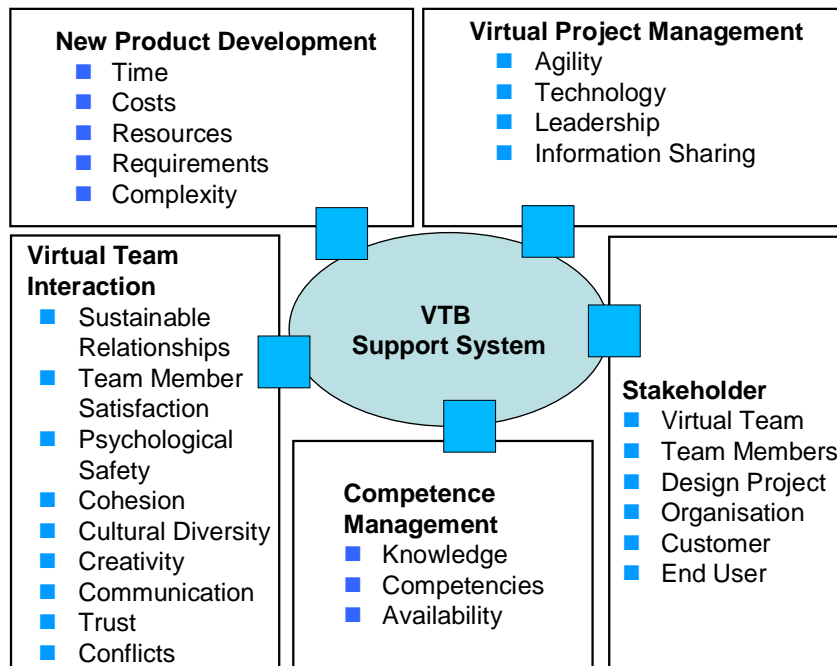 New Product Development
Time
Costs
Resources
Requirements
Complexity
Virtual Project Management
Agility
Technology
Leadership
Information Sharing
Virtual Team
Interaction
Sustainable
Relationships
Team Member
Satisfaction
Psychological
Safety
Cohesion
Cultural Diversity
Creativity
Communication
Trust
Conflicts
VTB
Support System
Competence
Management
Knowledge
Competencies
Availability
Stakeholder
Virtual Team
Team Members
Design Project
Organisation
Customer
End User